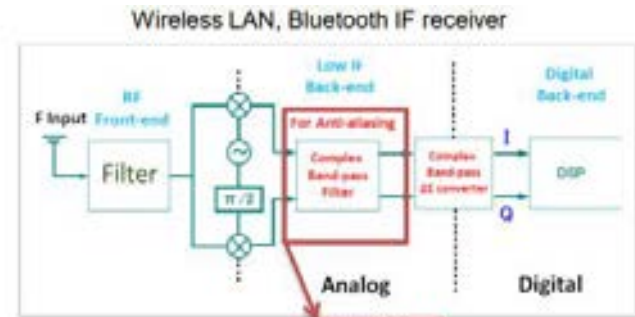 Wireless LAN, Bluetooth IF receiver
RF
Front-end
Low IF
Back-end
Digital
Back-end
F Input
For Anti-aliasing
Filter
π/2
Complex
Band-pass
Filter
Complex
Band-pass
ΔΣ converter
I
Q
DSP
Analog
Digital